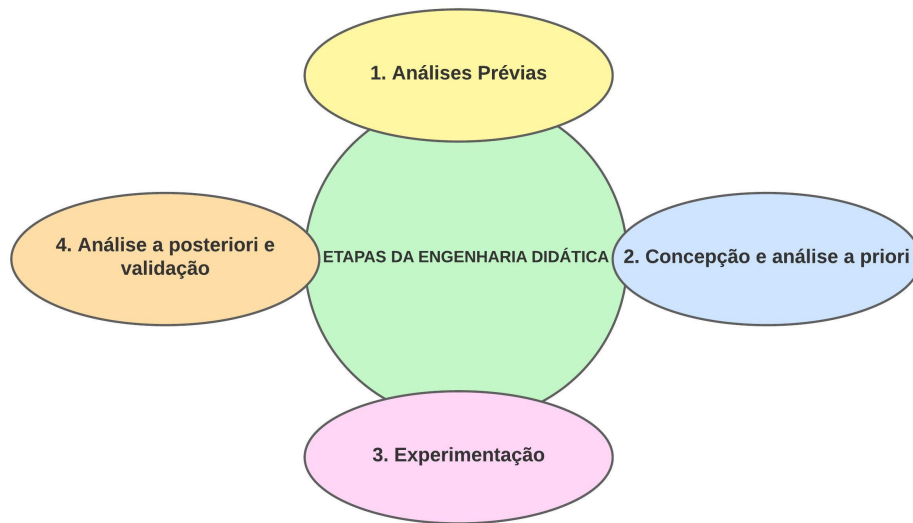 1. Análises Prévias
4. Análise a posteriori e
validação
ETAPAS DA ENGENHARIA DIDÁTICA
2. Concepção e análise a priori
3. Experimentação